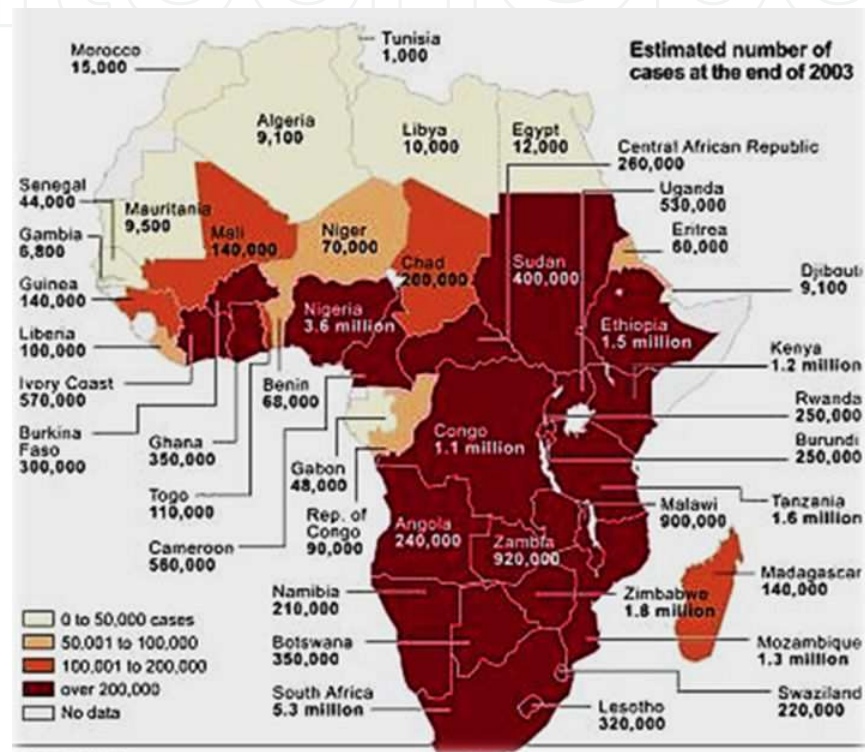 Estimated number of
cases at the end of 2003
Morocco
15,000
Tunisia
1,000
Algeria
9,100
Libya
10,000
Egypt
12,000
Central African Republic
260,000
Uganda
530,000
Eritrea
60,000
Djibouti
9,100
Senegal
44,000
Mauritania
9,500
Mali
140,000
Niger
70,000
Chad
200,000
Sudan
400,000
Gambia
6,800
Guinea
140,000
Nigeria
3.6 million
Ethiopia
1.5 million
Liberia
100,000
Kenya
1.2 million
Ivory Coast
570,000
Benin
68,000
Rwanda
250,000
Burkina
Faso
300,000
Ghana
350,000
Congo
1.1 million
Burundi
250,000
Gabon
48,000
Togo
110,000
Rep. of
Congo
90,000
Malawi
900,000
Tanzania
1.6 million
Cameroon
560,000
Angola
240,000
Zambia
920,000
Madagascar
140,000
Namibia
210,000
Zimbabwe
1.8 million
Botswana
350,000
Mozambique
1.3 million
South Africa
5.3 million
Lesotho
320,000
Swaziland
220,000
0 to 50,000 cases
50,001 to 100,000
100,001 to 200,000
over 200,000
No data